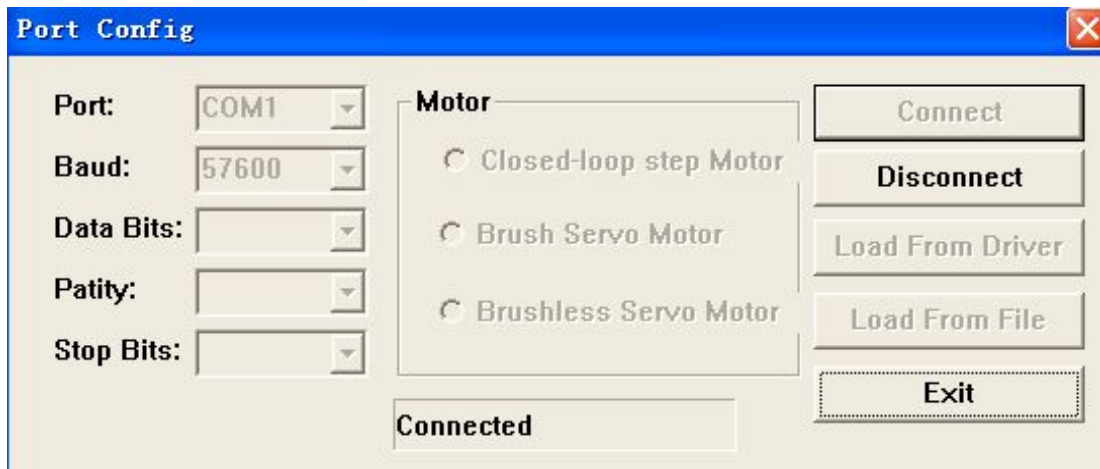 Port Config
Port: COM1
Baud: 57600
Data Bits:
Patity:
Stop Bits:
Motor
Closed-loop step Motor
Brush Servo Motor
Brushless Servo Motor
Connected
Connect
Disconnect
Load From Driver
Load From File
Exit